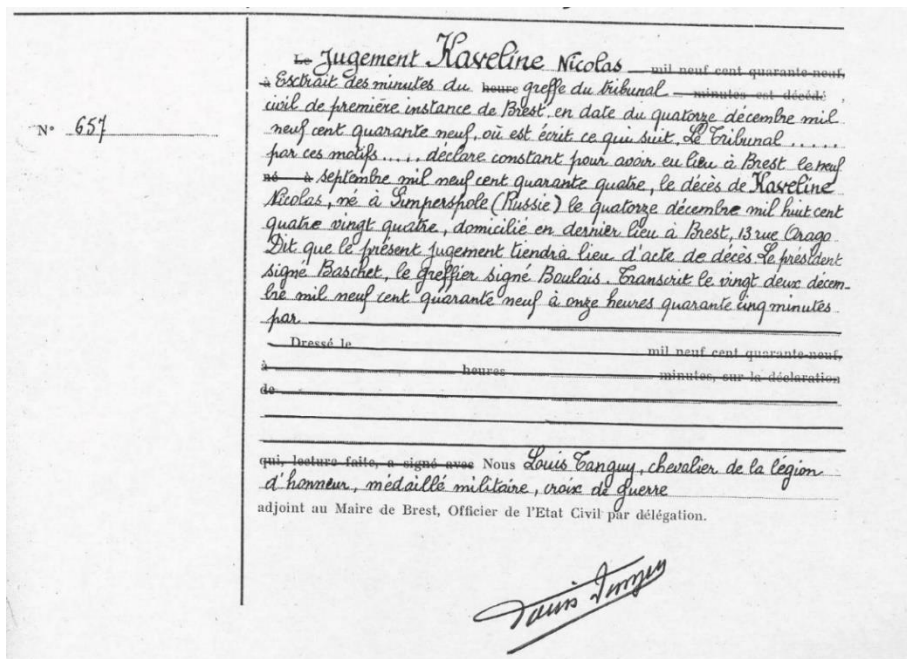 Le Jugement Kaveline Nicolas mil neuf cent quarante-neuf,
à Extrait des minutes du heure greffe du tribunal minutes est décédé,
civil de première instance de Brest, en date du quatorze décembre mil
N° 657
neuf cent quarante neuf, où est écrit ce qui suit, Le Tribunal ......
par ces motifs ..... déclare constant pour avoir eu lieu à Brest le neuf
né à septembre mil neuf cent quarante quatre, le décès de Kaveline
Nicolas, né à Simperspole (Russie) le quatorze décembre mil huit cent
quatre vingt quatre, domicilié en dernier lieu à Brest, 13 rue Arago
Dit que le présent jugement tiendra lieu d'acte de décès Le président
signé Baschet, le greffier signé Boulais. Transcrit le vingt deux décem-
bre mil neuf cent quarante neuf à onze heures quarante cinq minutes
par
Dressé le mil neuf cent quarante-neuf,
à heures minutes, sur la déclaration
de
qui, lecture faite, a signé avec Nous Louis Tanguy, chevalier de la légion
d'honneur, médaillé militaire, croix de guerre
adjoint au Maire de Brest, Officier de l'Etat Civil par délégation.
Louis Tanguy